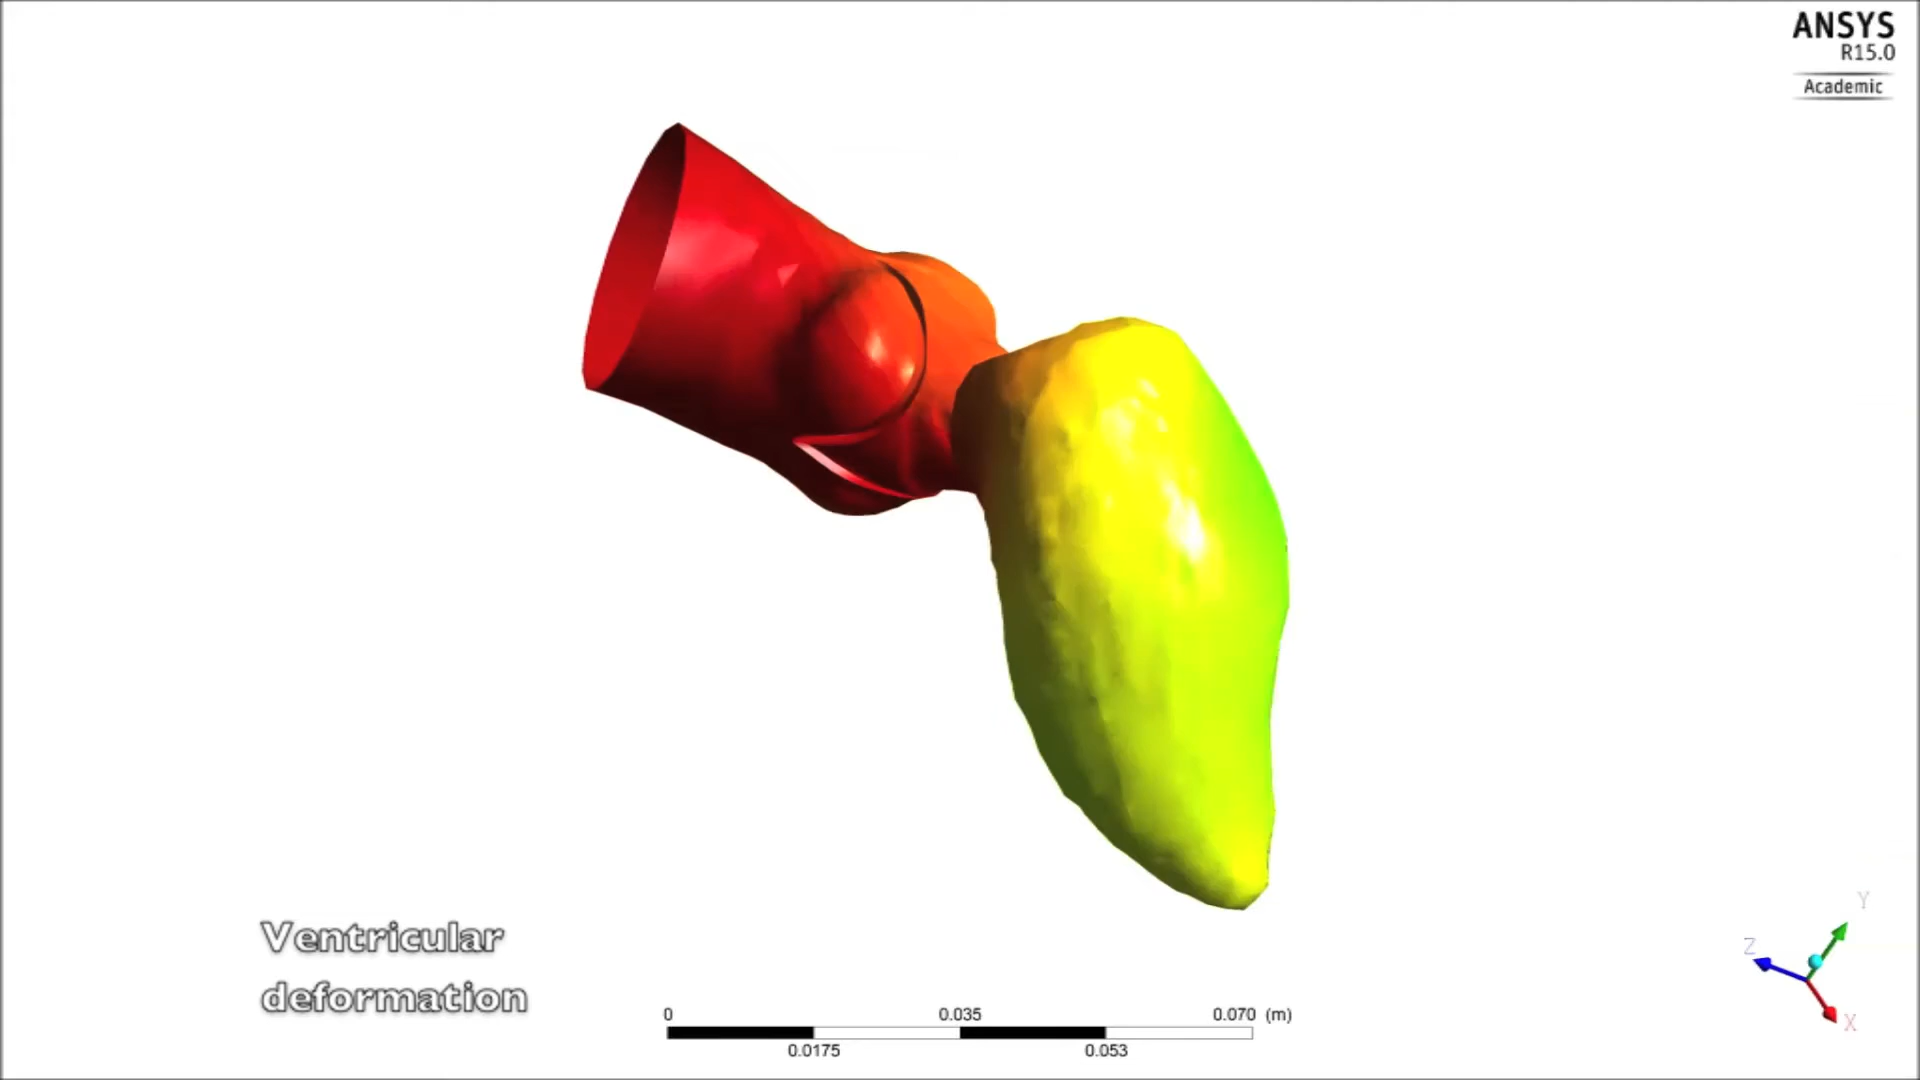 ANSYS
R15.0
Academic
Y
Z
X
Ventricular
deformation
0 0.035 0.070 (m)
0.0175 0.053